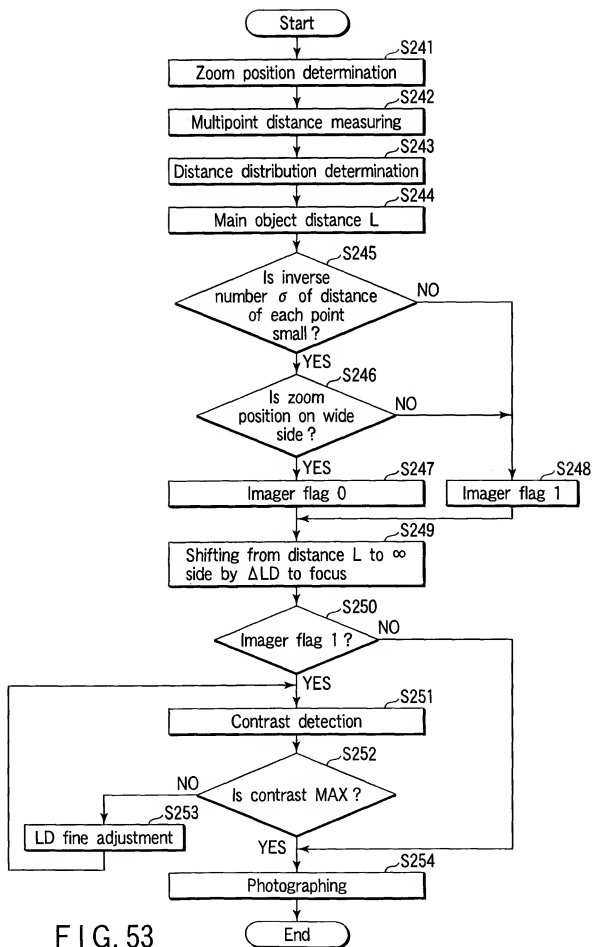 Start
S241
Zoom position determination
S242
Multipoint distance measuring
S243
Distance distribution determination
S244
Main object distance L
S245
Is inverse
number σ of distance
of each point
small ?
NO
YES
S246
Is zoom
position on wide
side ?
NO
YES
S247
Imager flag 0
S248
Imager flag 1
S249
Shifting from distance L to ∞
side by ΔLD to focus
S250
Imager flag 1 ?
NO
YES
S251
Contrast detection
S252
Is contrast MAX ?
NO
S253
LD fine adjustment
YES
S254
Photographing
End
FIG. 53